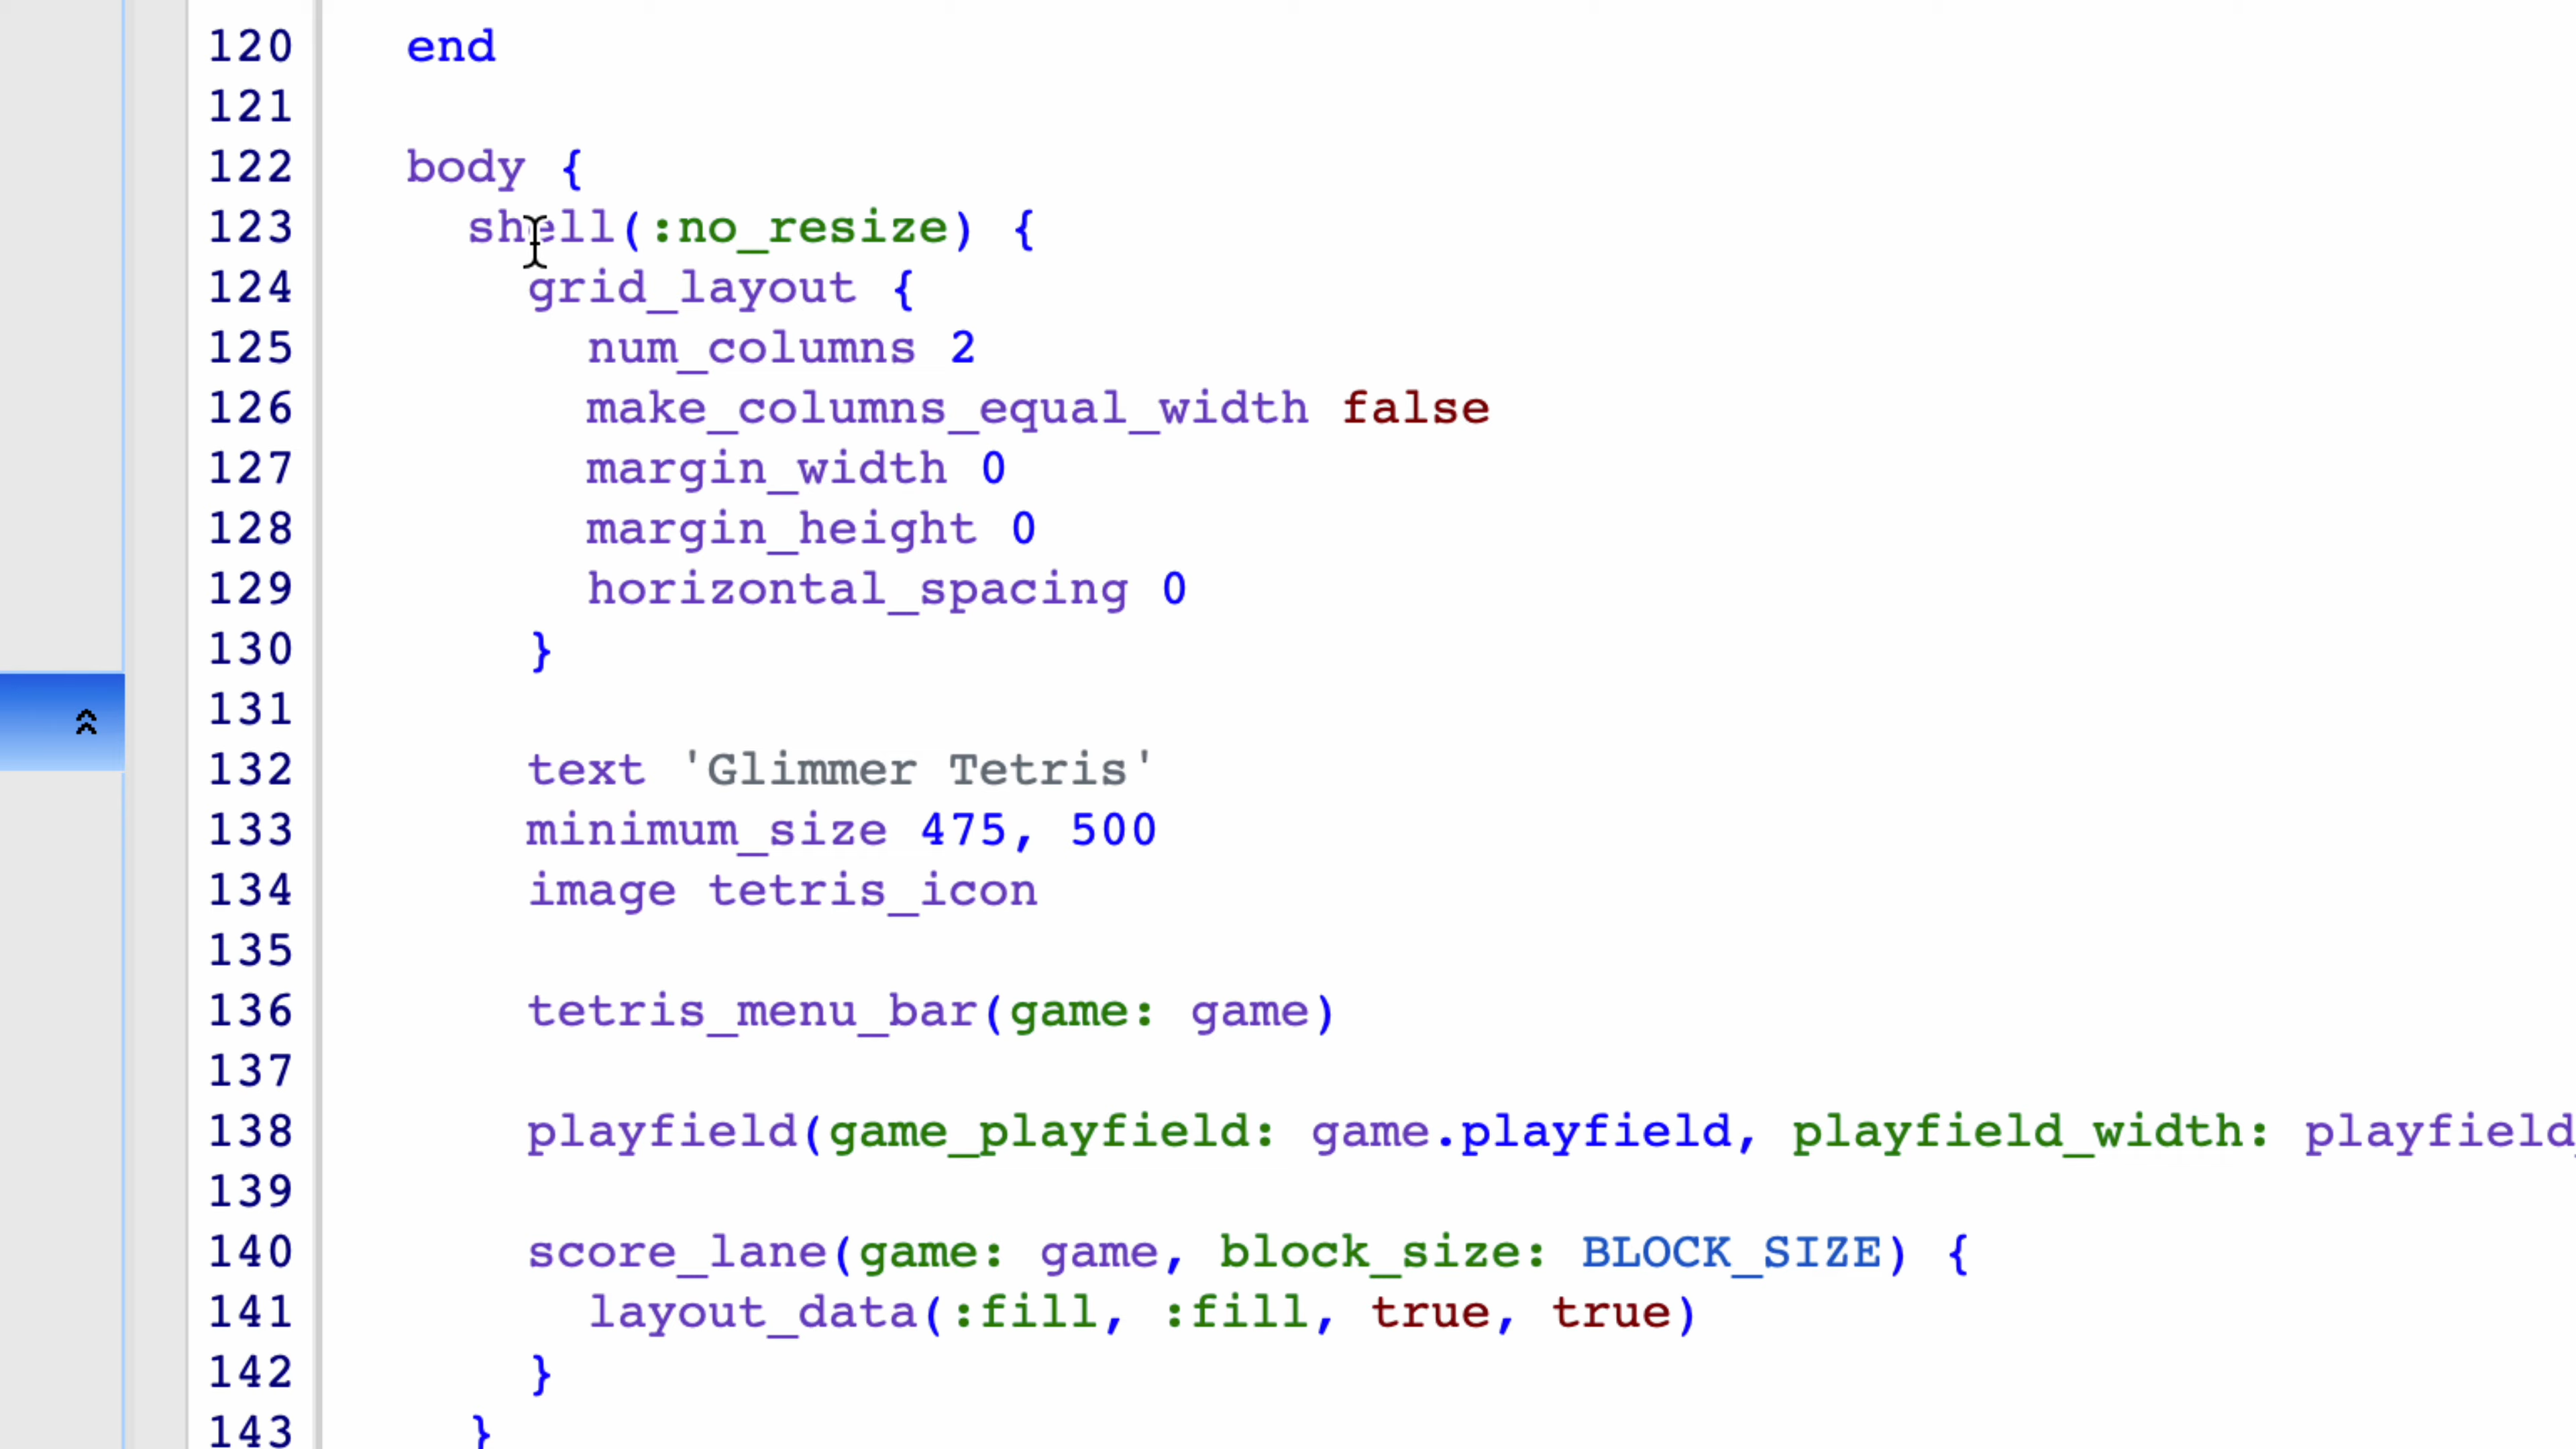 120 end
121
122 body {
123 shell(:no_resize) {
124 grid_layout {
125 num_columns 2
126 make_columns_equal_width false
127 margin_width 0
128 margin_height 0
129 horizontal_spacing 0
130 }
131
132 text 'Glimmer Tetris'
133 minimum_size 475, 500
134 image tetris_icon
135
136 tetris_menu_bar(game: game)
137
138 playfield(game_playfield: game.playfield, playfield_width: playfield_
139
140 score_lane(game: game, block_size: BLOCK_SIZE) {
141 layout_data(:fill, :fill, true, true)
142 }
143 }